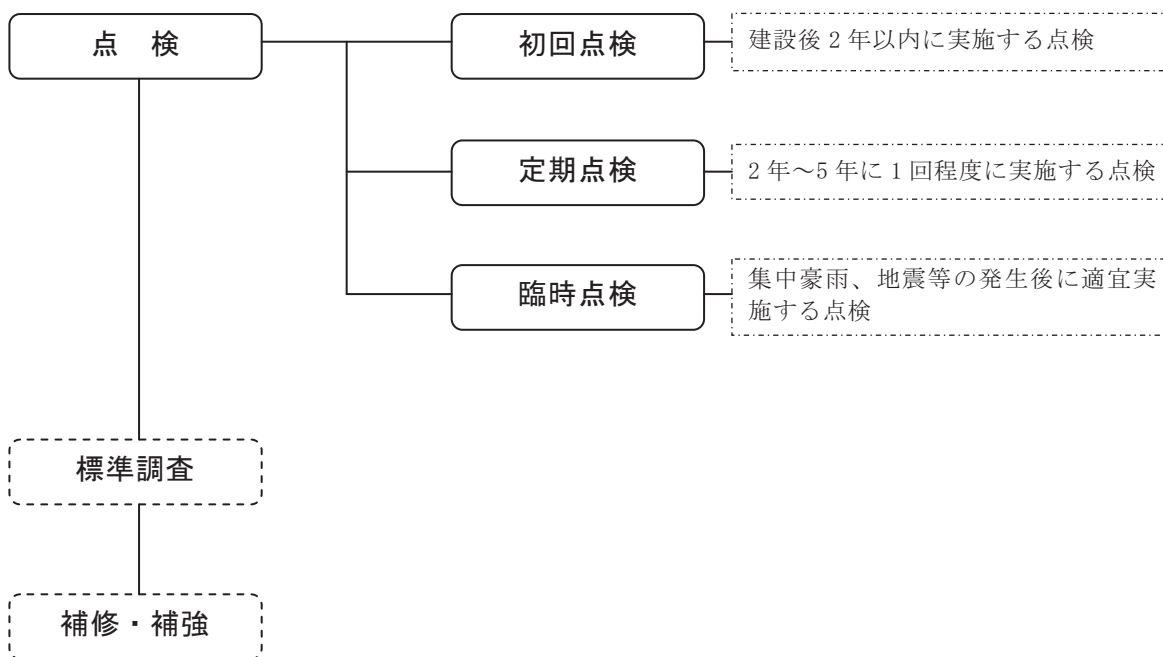 点　検
初回点検
建設後 2 年以内に実施する点検
定期点検
2 年～5 年に 1 回程度に実施する点検
臨時点検
集中豪雨、地震等の発生後に適宜実
施する点検
標準調査
補修・補強